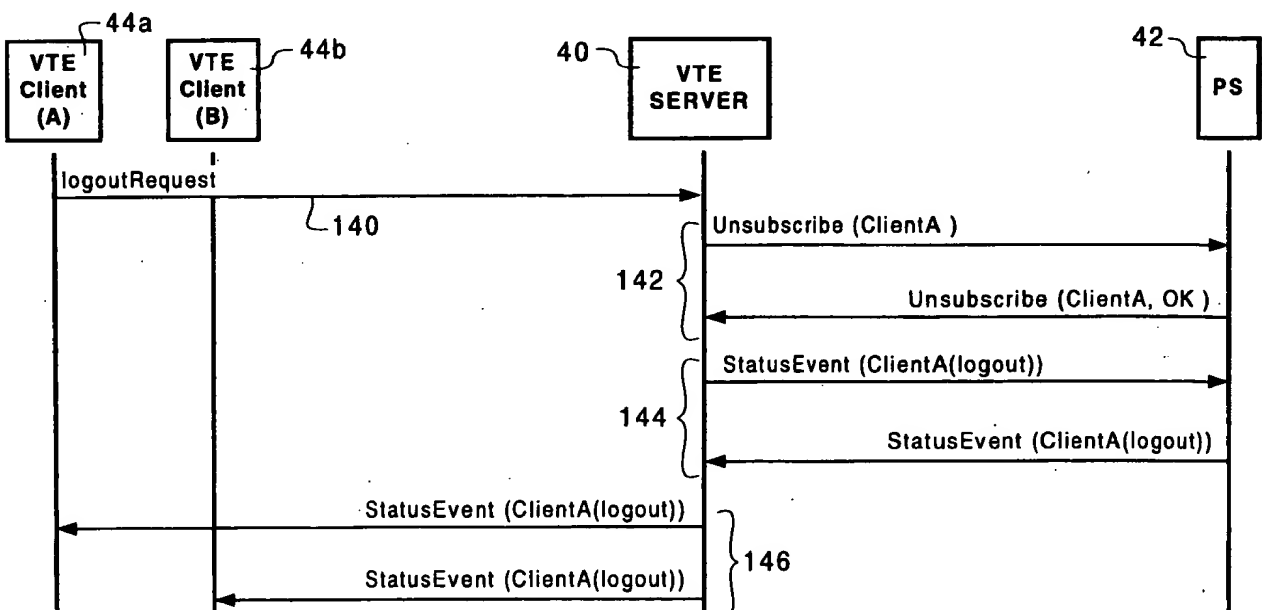 44a
VTE
Client
(A)
44b
VTE
Client
(B)
40
VTE
SERVER
42
PS
logoutRequest
140
Unsubscribe (ClientA )
142
Unsubscribe (ClientA, OK )
StatusEvent (ClientA(logout))
144
StatusEvent (ClientA(logout))
StatusEvent (ClientA(logout))
146
StatusEvent (ClientA(logout))